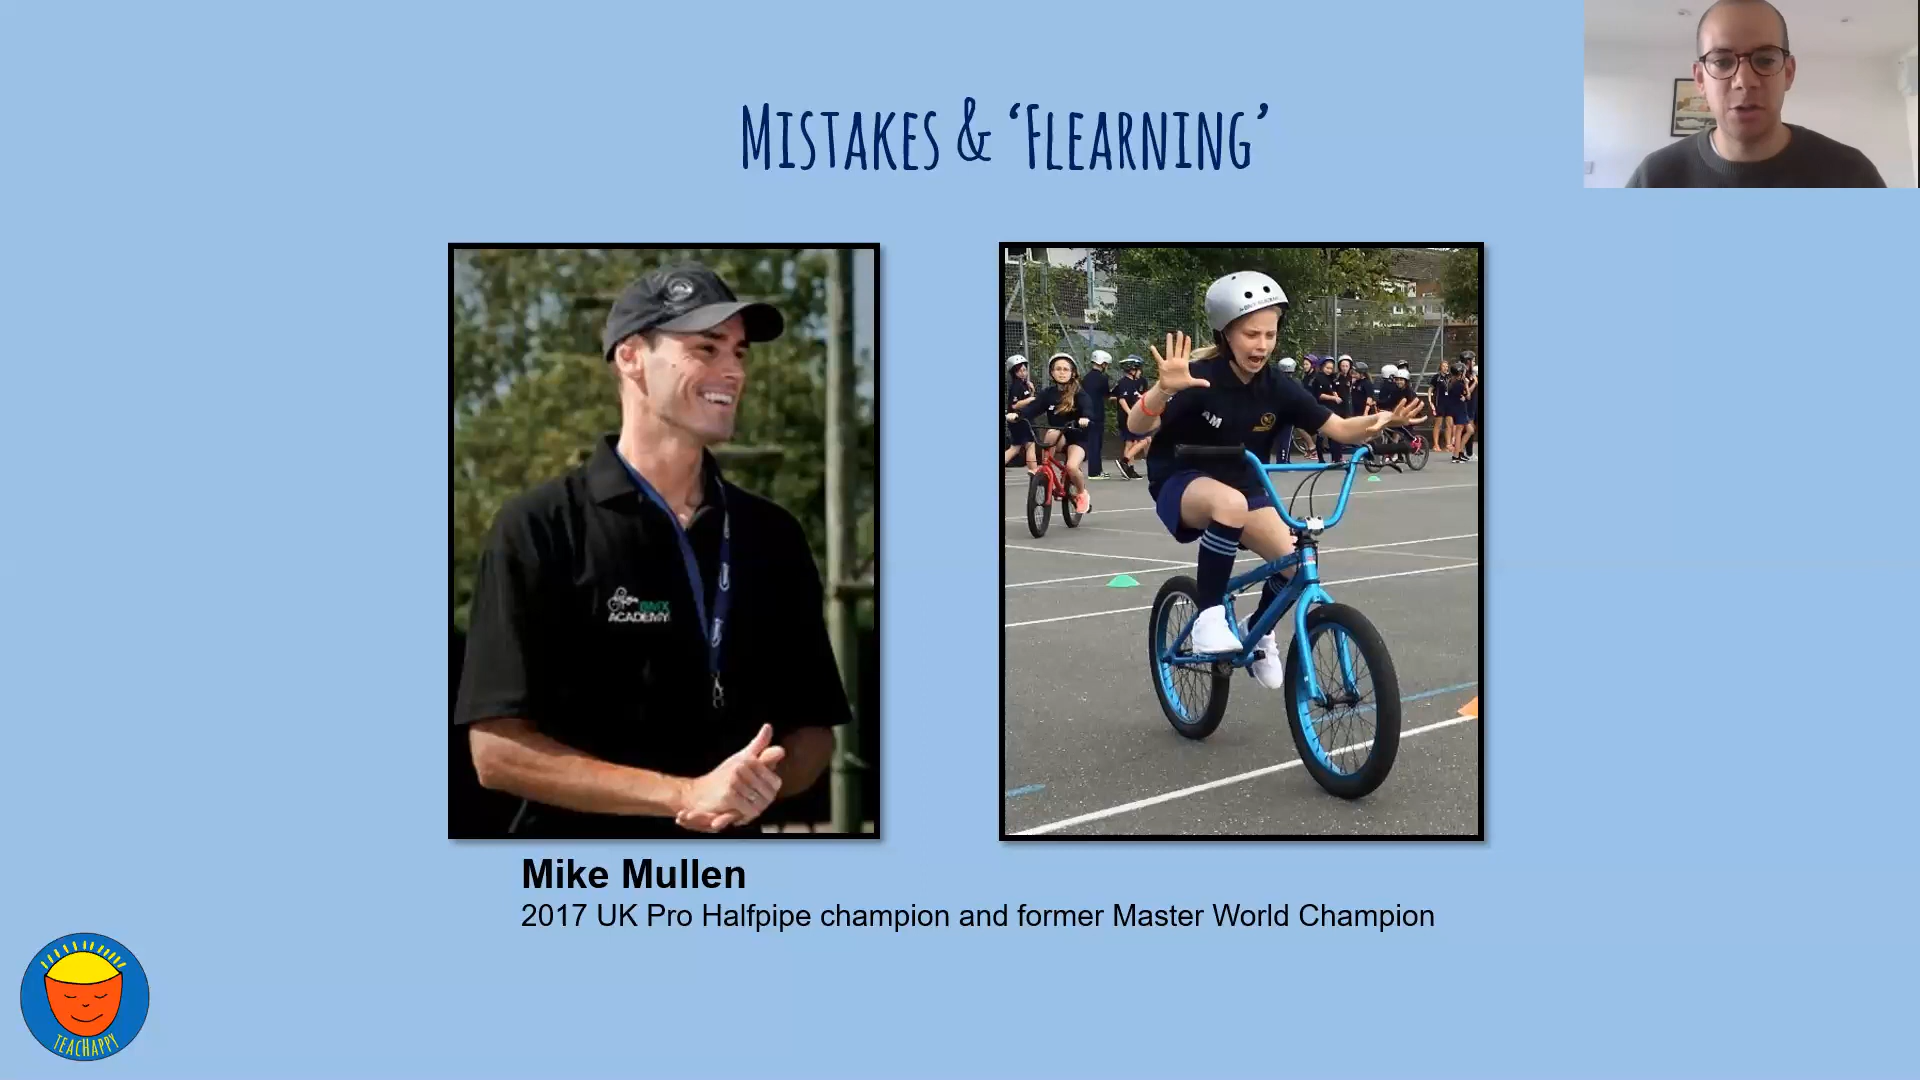 MISTAKES & ‘FLEARNING’
BMX
ACADEMY
AM
Mike Mullen
2017 UK Pro Halfpipe champion and former Master World Champion
TEACHAPPY